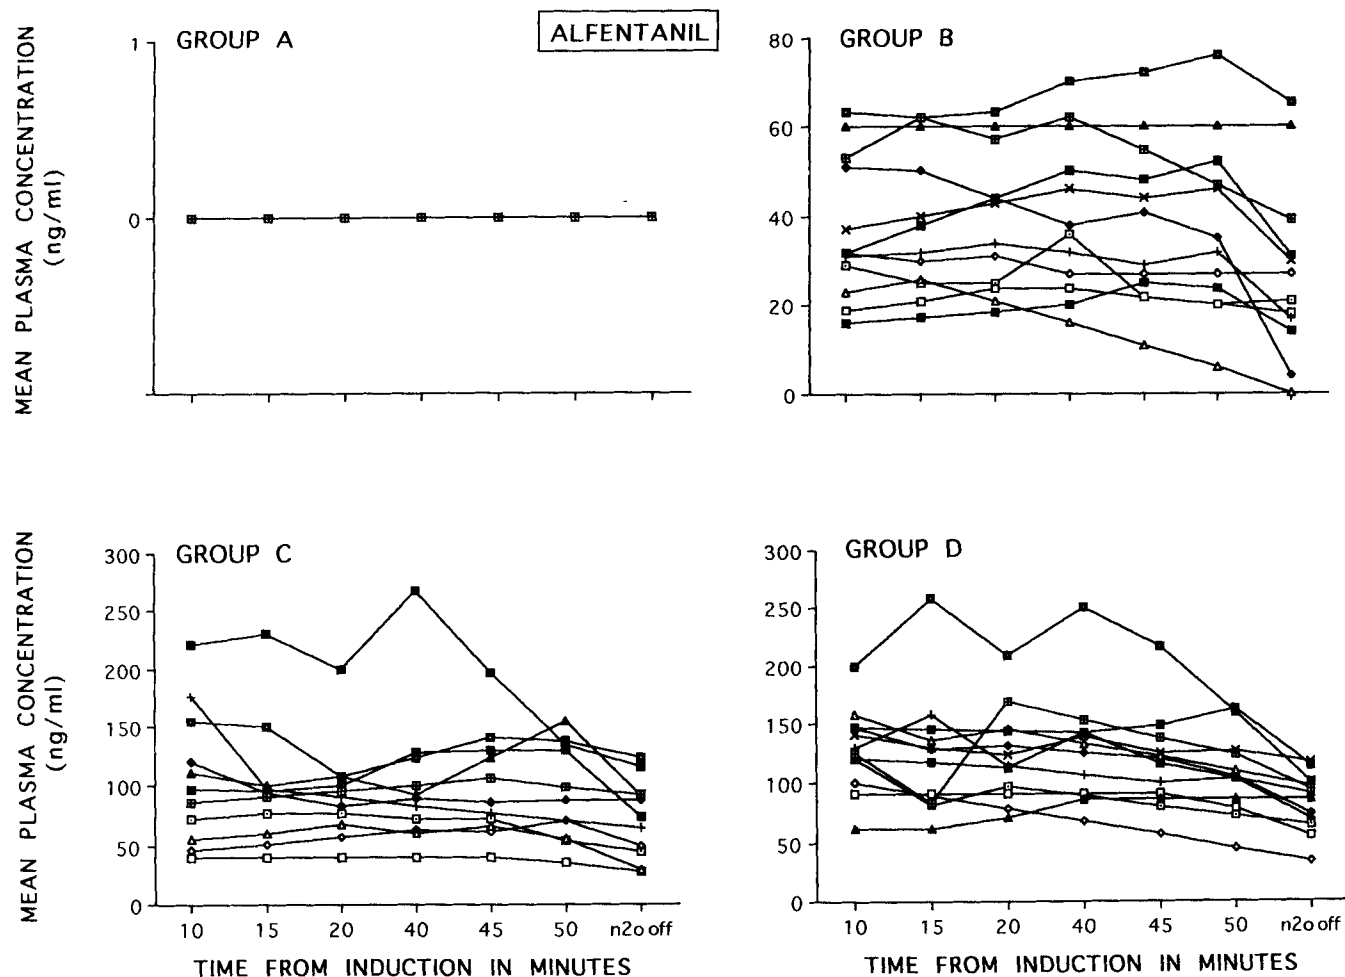 GROUP A
ALFENTANIL
GROUP B
MEAN PLASMA CONCENTRATION
(ng/ml)
1
0
80
60
40
20
0
GROUP C
GROUP D
MEAN PLASMA CONCENTRATION
(ng/ml)
300
250
200
150
100
50
0
300
250
200
150
100
50
0
10 15 20 40 45 50 n2o off
10 15 20 40 45 50 n2o off
TIME FROM INDUCTION IN MINUTES
TIME FROM INDUCTION IN MINUTES